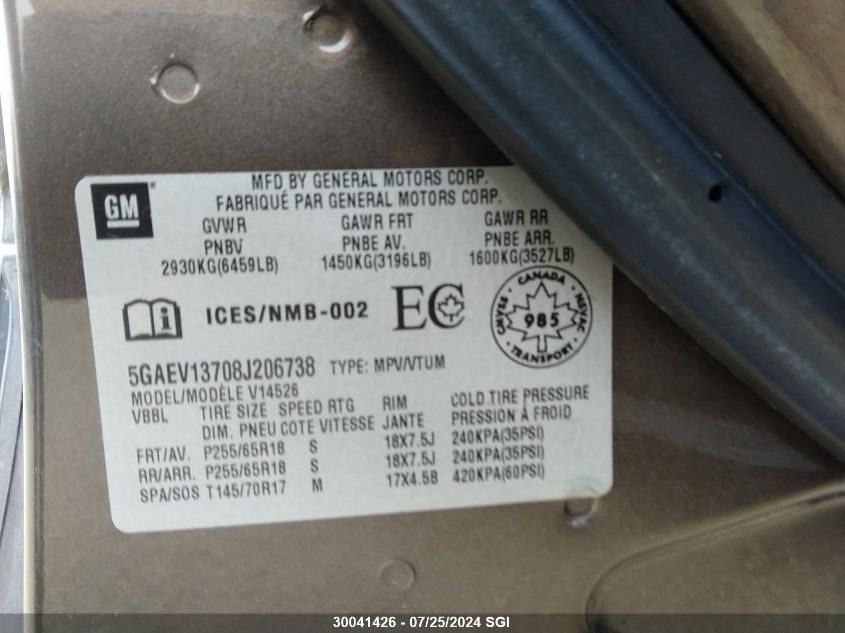 GM
MFD BY GENERAL MOTORS CORP.
FABRIQUÉ PAR GENERAL MOTORS CORP.
GVWR GAWR FRT GAWR RR
PNBV PNBE AV. PNBE ARR.
2930KG(6459LB) 1450KG(3196LB) 1600KG(3527LB)
ICES/NMB-002 EC CANADA CMVSS 985 NSVAC TRANSPORT
5GAEV13708J206738 TYPE: MPV/VTUM
MODEL/MODÈLE V14526
VBBL TIRE SIZE SPEED RTG RIM COLD TIRE PRESSURE
DIM. PNEU COTE VITESSE JANTE PRESSION À FROID
FRT/AV. P255/65R18 S 18X7.5J 240KPA(35PSI)
RR/ARR. P255/65R18 S 18X7.5J 240KPA(35PSI)
SPA/SOS T145/70R17 M 17X4.5B 420KPA(60PSI)
30041426 - 07/25/2024 SGI